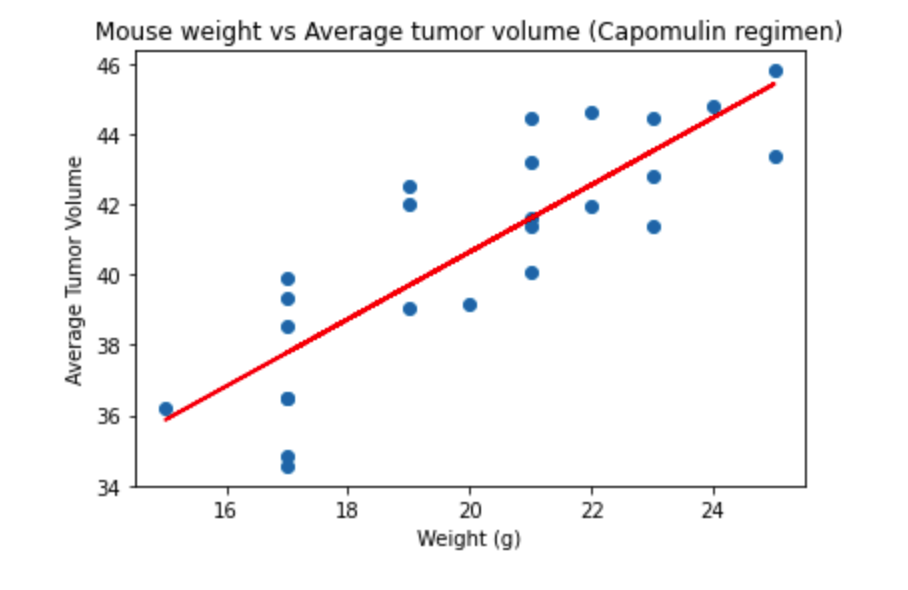 Mouse weight vs Average tumor volume (Capomulin regimen)
46
44
42
40
38
36
34
Average Tumor Volume
16 18 20 22 24
Weight (g)